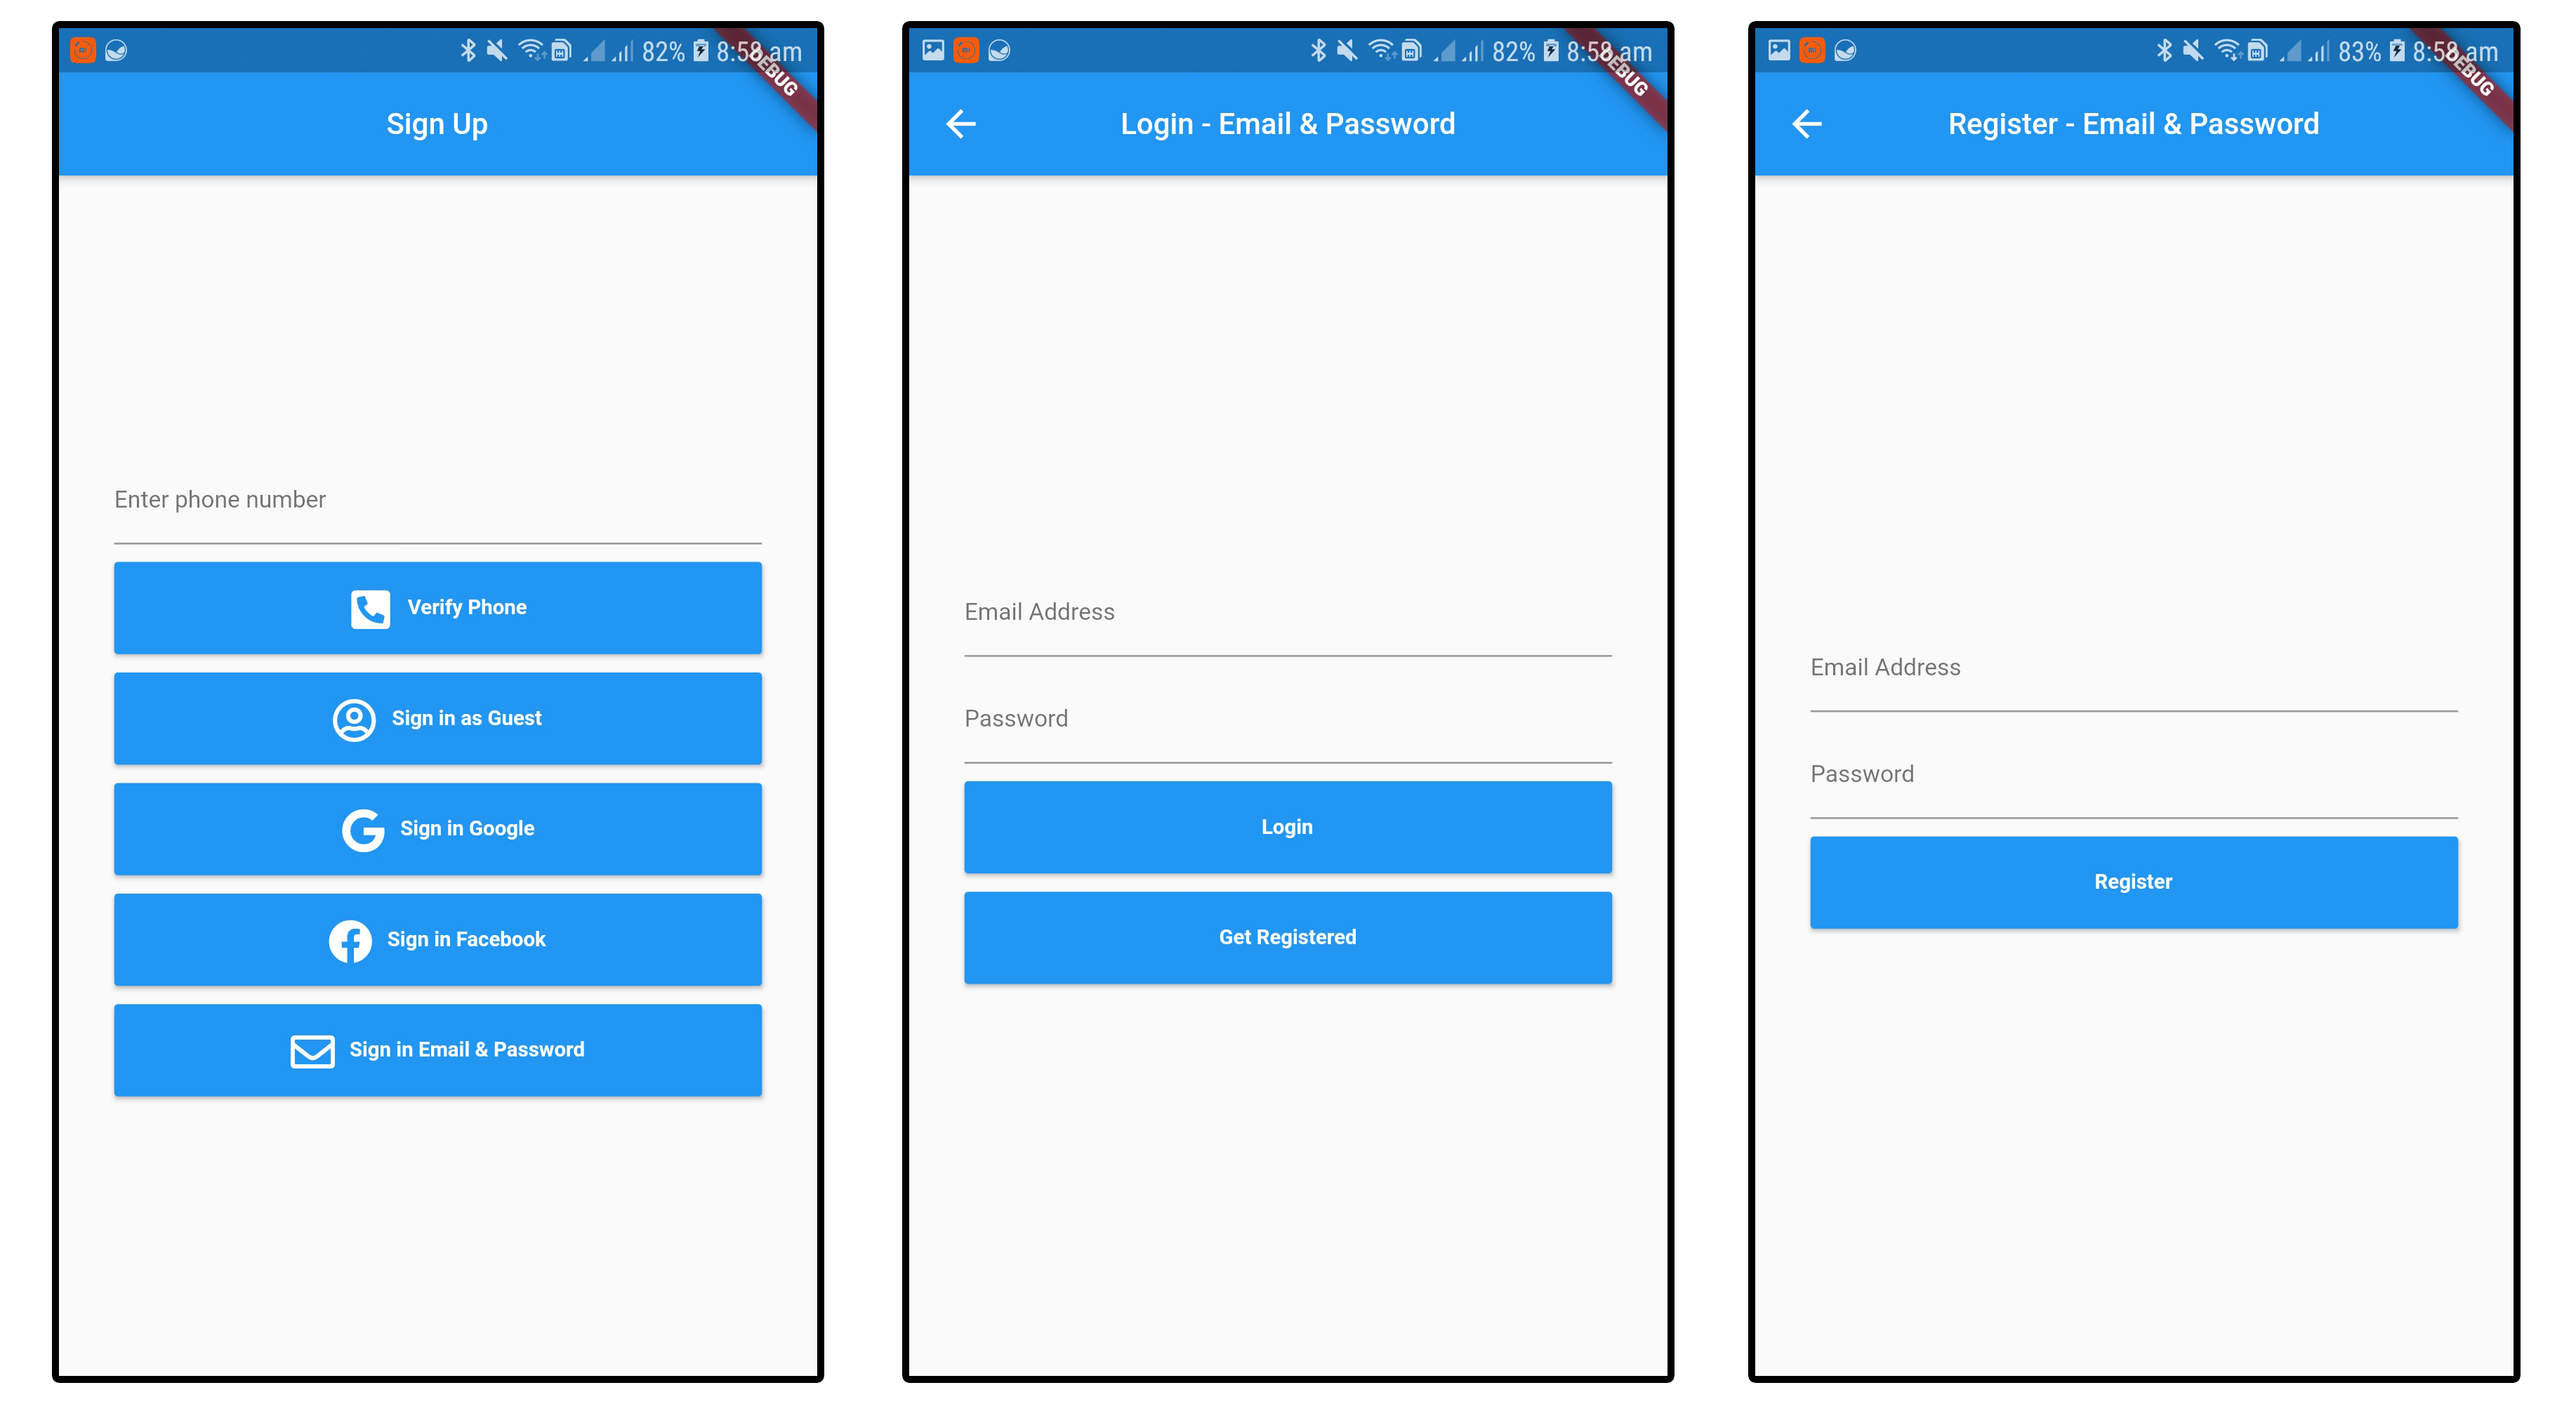 82% 8:58 am
DEBUG
Sign Up
Enter phone number
Verify Phone
Sign in as Guest
Sign in Google
Sign in Facebook
Sign in Email & Password
82% 8:58 am
DEBUG
Login - Email & Password
Email Address
Password
Login
Get Registered
83% 8:58 am
DEBUG
Register - Email & Password
Email Address
Password
Register